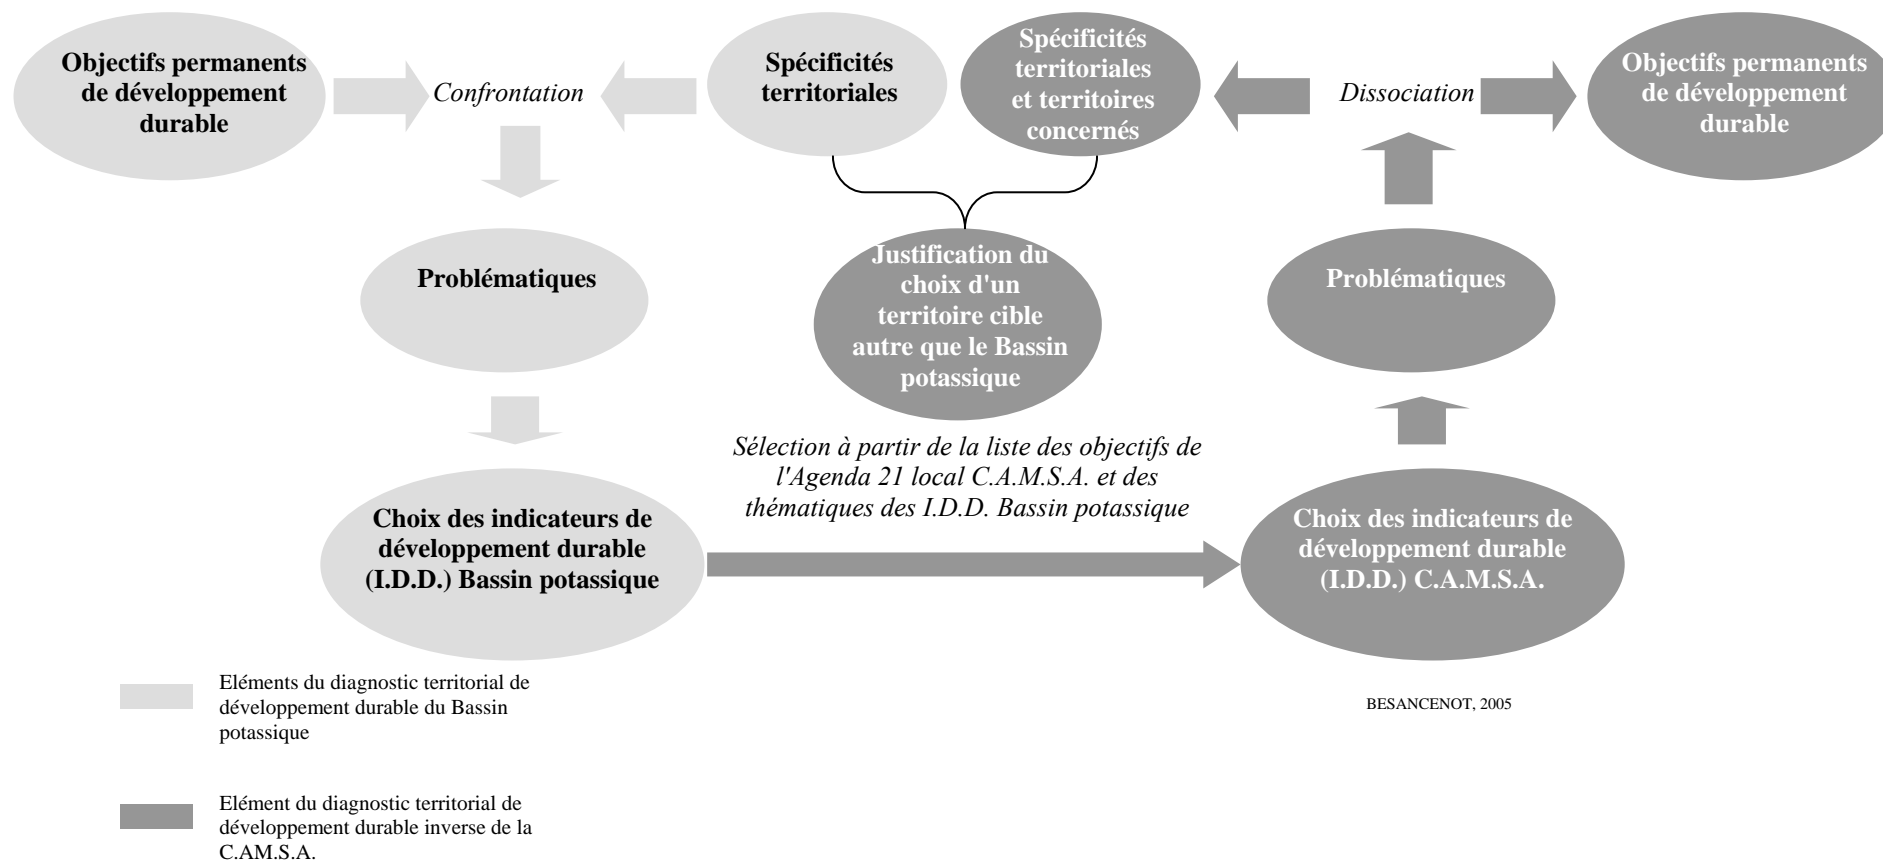 Objectifs permanents
de développement
durable
Confrontation
Spécificités
territoriales
Spécificités
territoriales
et territoires
concernés
Dissociation
Objectifs permanents
de développement
durable
Problématiques
Justification du
choix d'un
territoire cible
autre que le Bassin
potassique
Problématiques
Sélection à partir de la liste des objectifs de
l'Agenda 21 local C.A.M.S.A. et des
thématiques des I.D.D. Bassin potassique
Choix des indicateurs de
développement durable
(I.D.D.) Bassin potassique
Choix des indicateurs de
développement durable
(I.D.D.) C.A.M.S.A.
Eléments du diagnostic territorial de
développement durable du Bassin
potassique
BESANCENOT, 2005
Elément du diagnostic territorial de
développement durable inverse de la
C.AM.S.A.